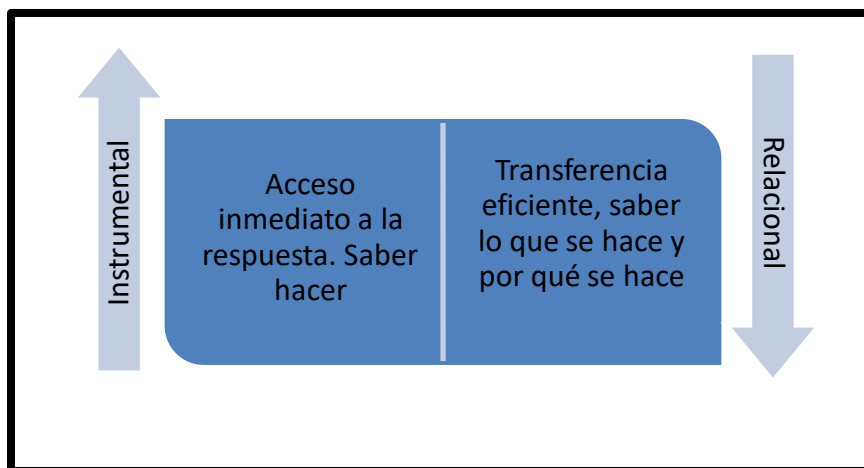 Instrumental
Acceso
inmediato a la
respuesta. Saber
hacer
Transferencia
eficiente, saber
lo que se hace y
por qué se hace
Relacional